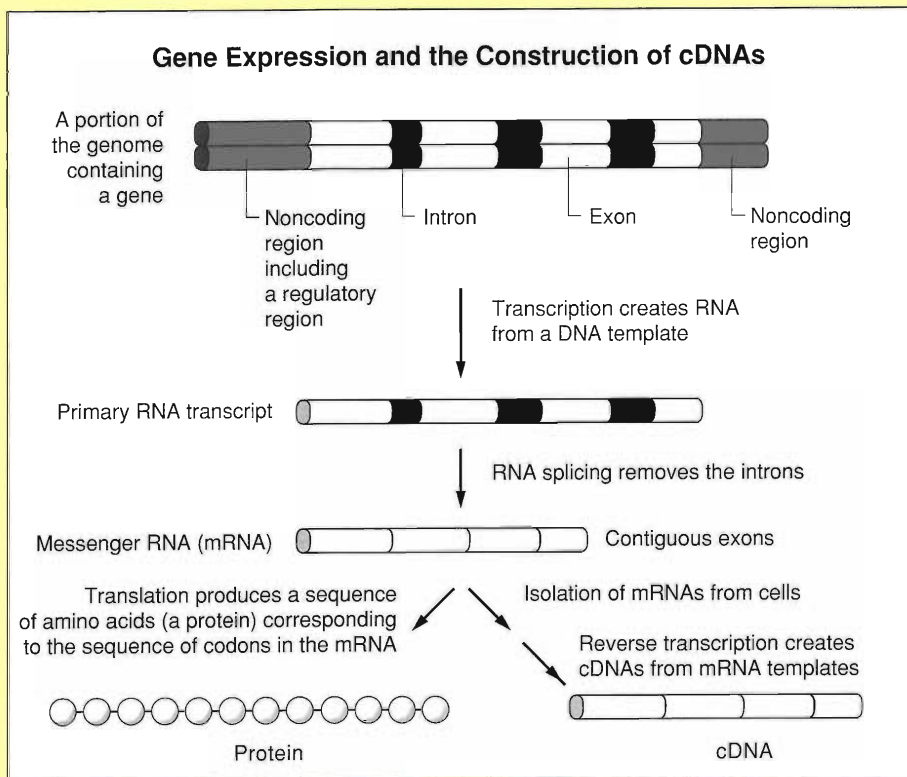 Gene Expression and the Construction of cDNAs
A portion of
the genome
containing
a gene
Noncoding
region
including
a regulatory
region
Intron
Exon
Noncoding
region
Transcription creates RNA
from a DNA template
Primary RNA transcript
RNA splicing removes the introns
Messenger RNA (mRNA)
Contiguous exons
Translation produces a sequence
of amino acids (a protein) corresponding
to the sequence of codons in the mRNA
Isolation of mRNAs from cells
Reverse transcription creates
cDNAs from mRNA templates
Protein
cDNA